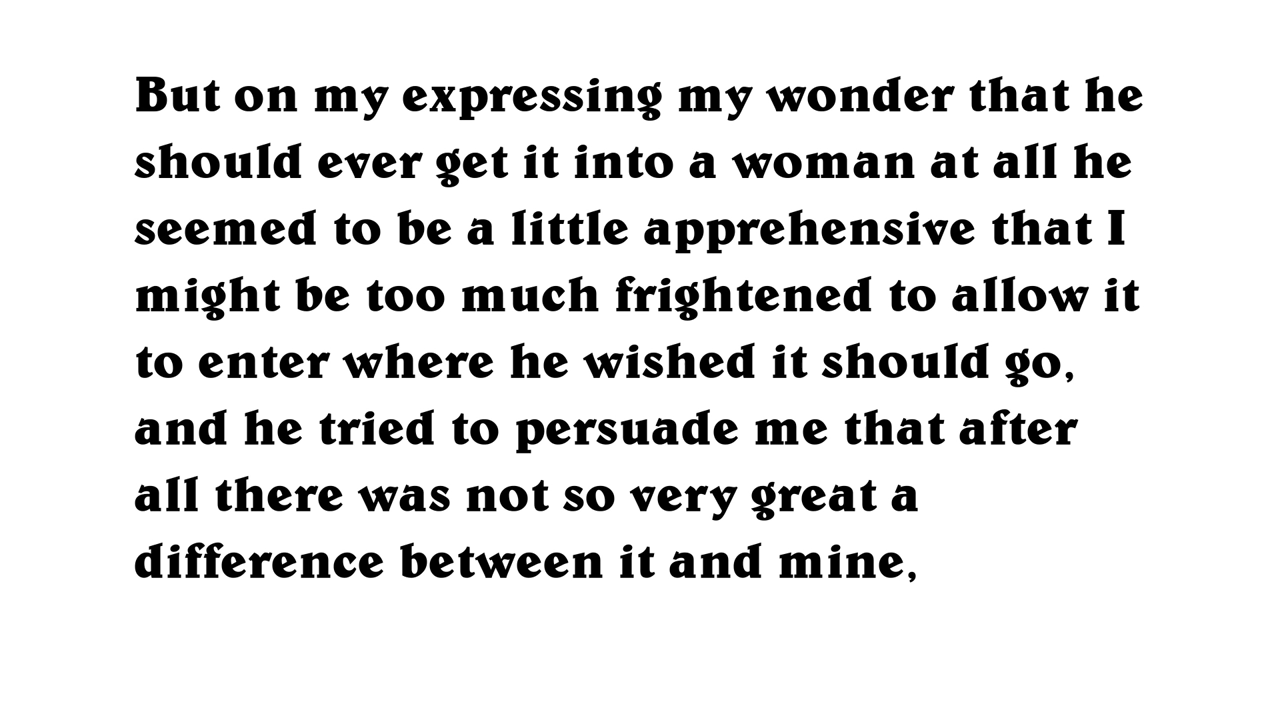 But on my expressing my wonder that he
should ever get it into a woman at all he
seemed to be a little apprehensive that I
might be too much frightened to allow it
to enter where he wished it should go,
and he tried to persuade me that after
all there was not so very great a
difference between it and mine,